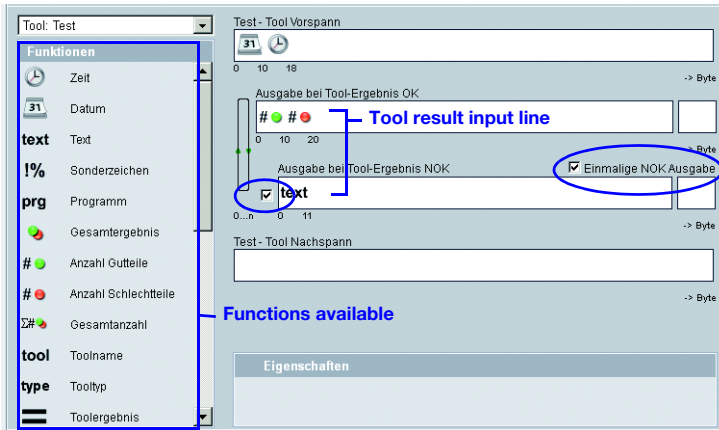 Tool: Test
Funktionen
Zeit
31 Datum
text Text
!% Sonderzeichen
prg Programm
Gesamtergebnis
# Anzahl Gutteile
# Anzahl Schlechtteile
Σ# Gesamtanzahl
tool Toolname
type Tooltyp
Toolergebnis
Functions available
Test - Tool Vorspann
31
0 10 18
-> Byte
Ausgabe bei Tool-Ergebnis OK
# #
Tool result input line
0 10 20
-> Byte
Ausgabe bei Tool-Ergebnis NOK
Einmalige NOK Ausgabe
text
0...n 0 11
-> Byte
Test - Tool Nachspann
-> Byte
Eigenschaften